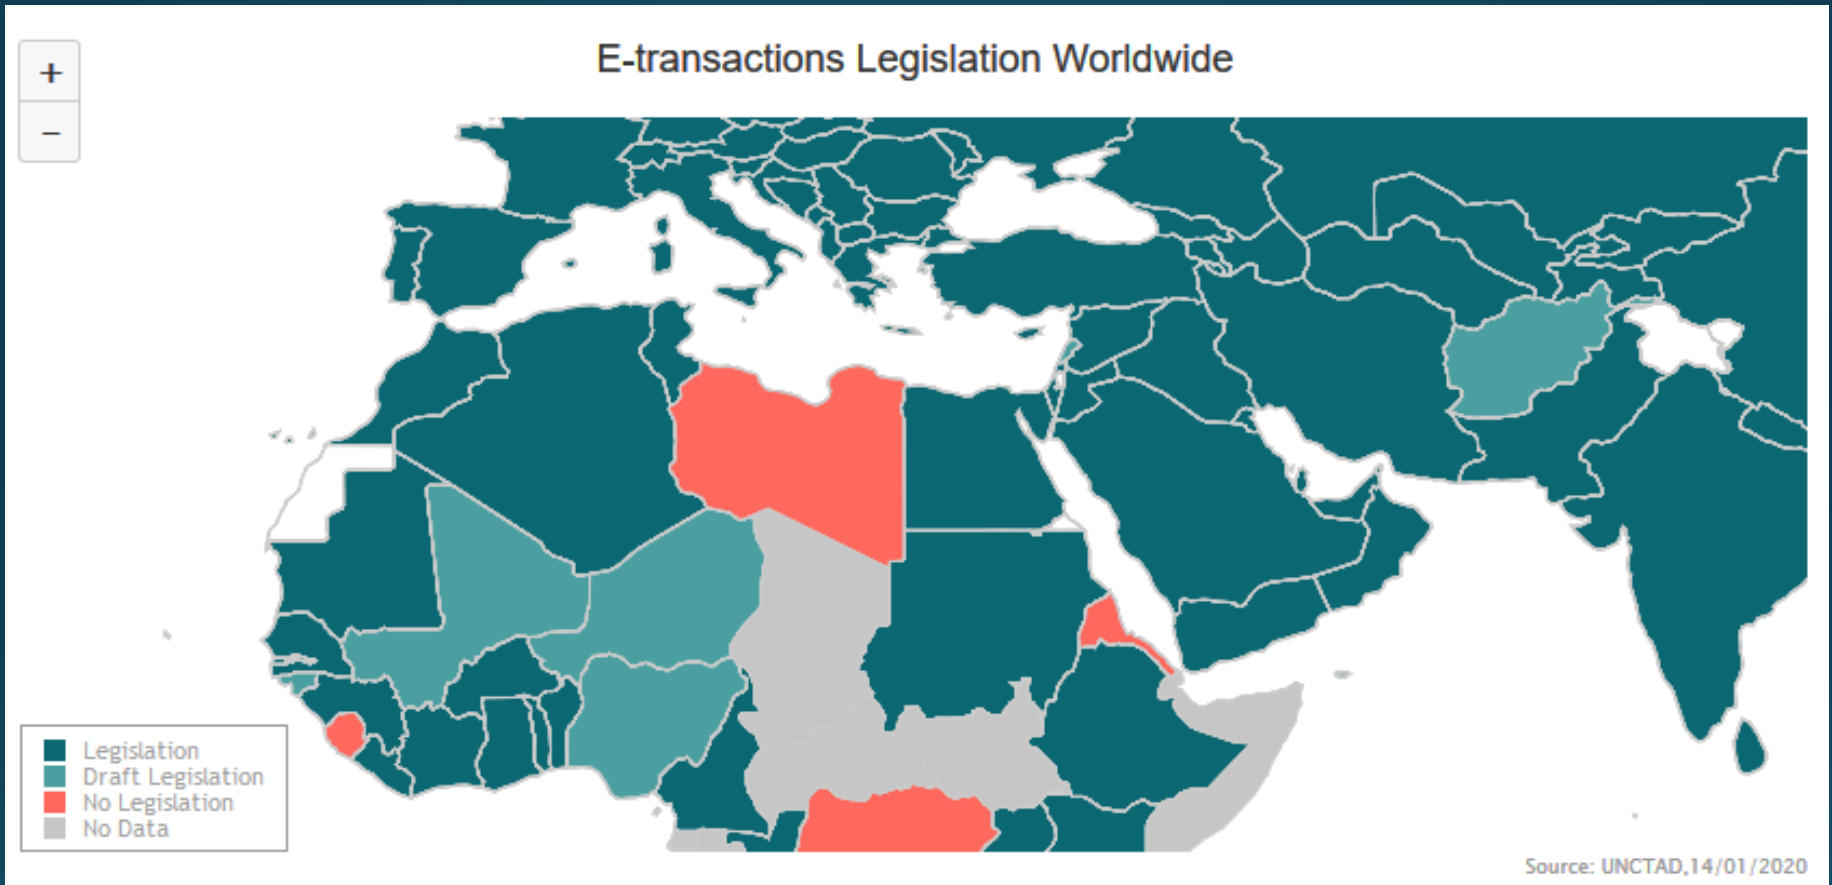 +
−
E-transactions Legislation Worldwide
Legislation
Draft Legislation
No Legislation
No Data
Source: UNCTAD,14/01/2020